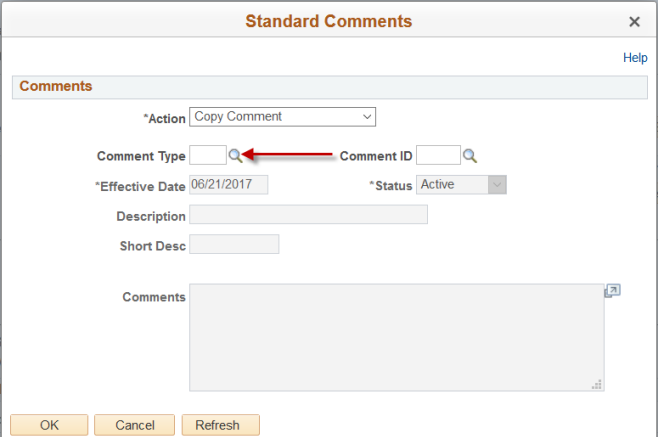 Standard Comments ×
Help
Comments
*Action Copy Comment
Comment Type Comment ID
*Effective Date 06/21/2017 *Status Active
Description
Short Desc
Comments
OK Cancel Refresh